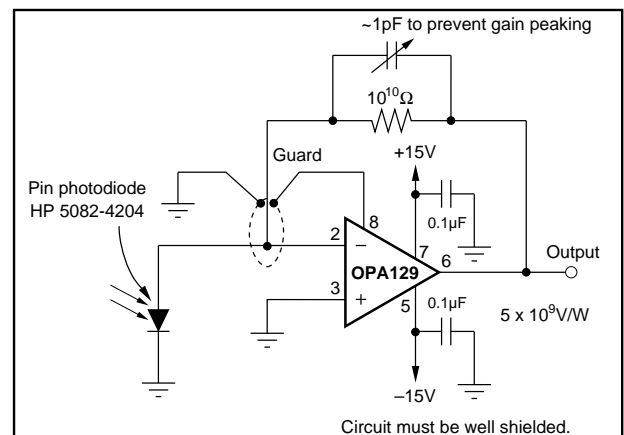 ~1pF to prevent gain peaking
10¹⁰Ω
+15V
Guard
Pin photodiode
HP 5082-4204
8
0.1µF
2
−
7
6
Output
OPA129
3
+
5
0.1µF
5 x 10⁹V/W
–15V
Circuit must be well shielded.